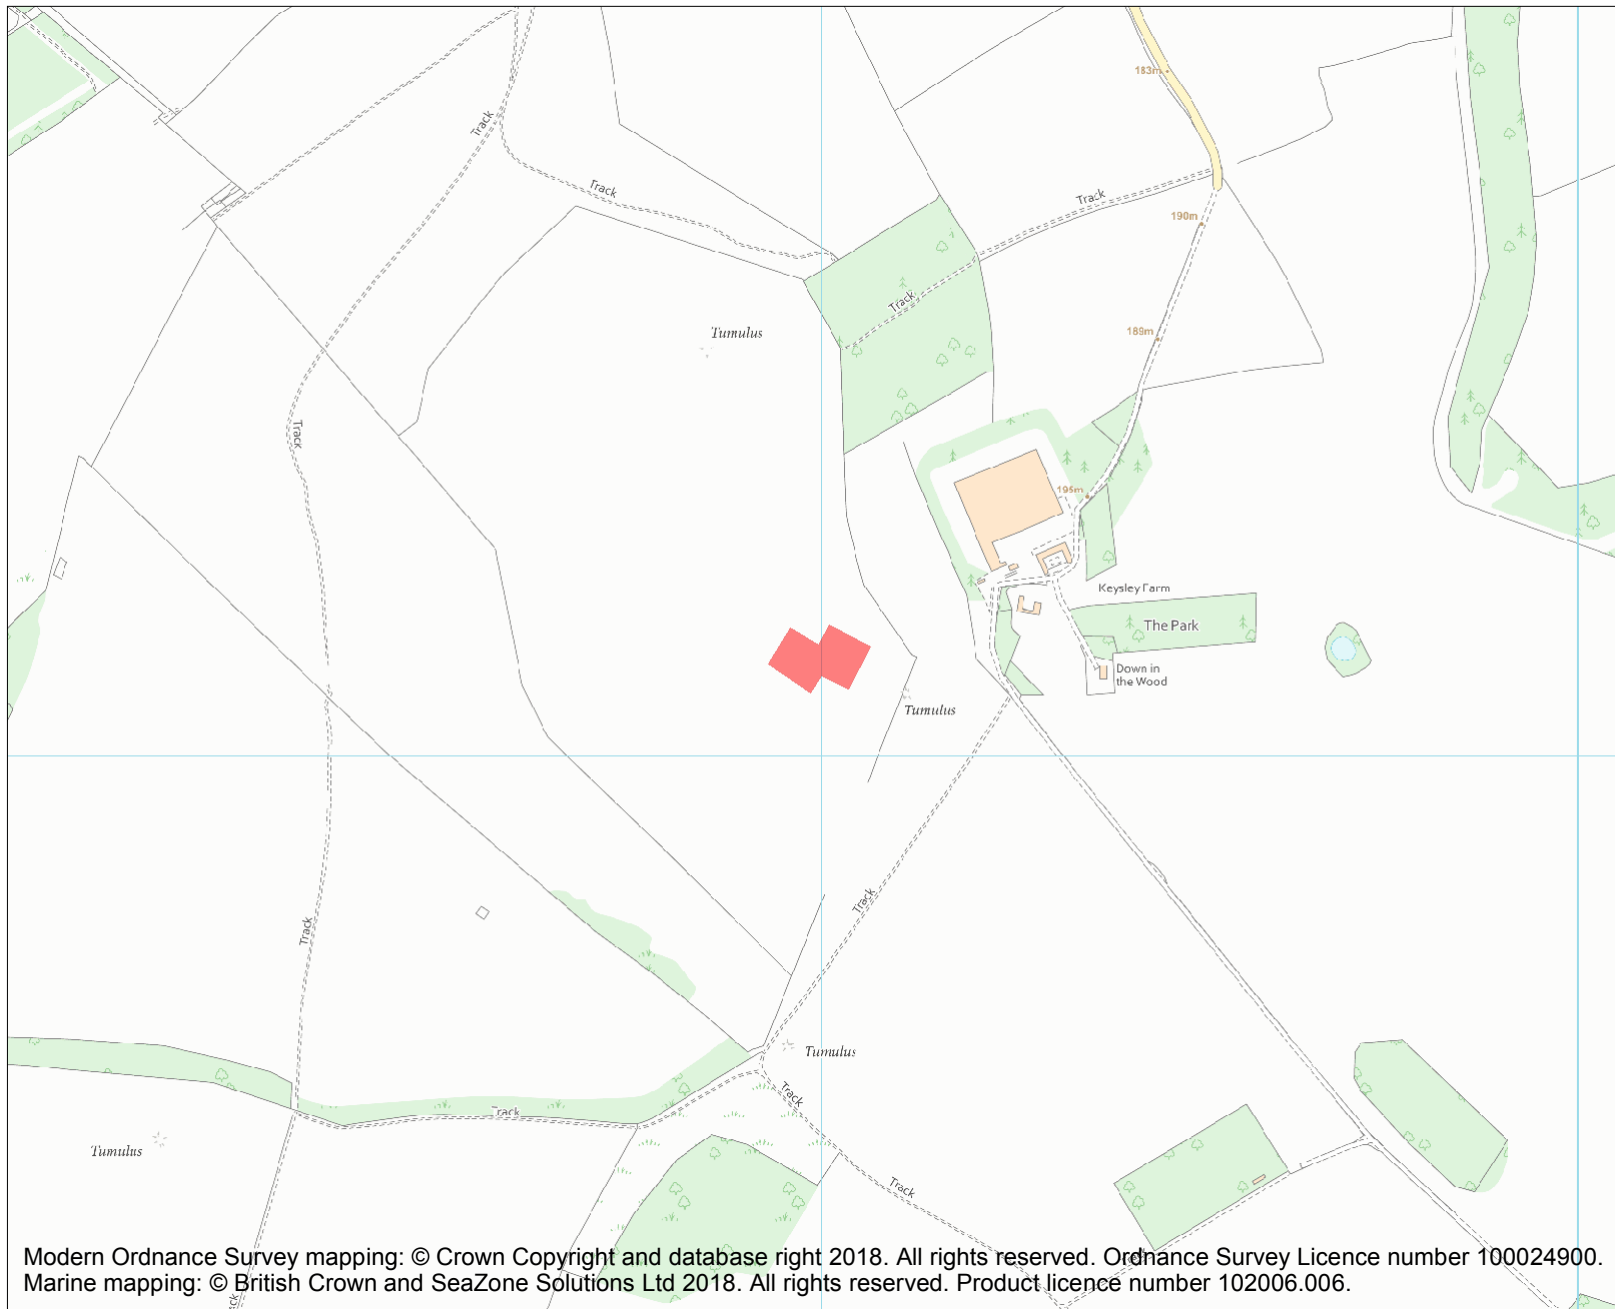 183m
Track
Track
Track
190m
Track
Tumulus
189m
Track
195m
Keysley Farm
The Park
Down in
the Wood
Tumulus
Track
Track
Tumulus
Track
Track
Tumulus
Track
Modern Ordnance Survey mapping: © Crown Copyright and database right 2018. All rights reserved. Ordnance Survey Licence number 100024900.
Marine mapping: © British Crown and SeaZone Solutions Ltd 2018. All rights reserved. Product licence number 102006.006.